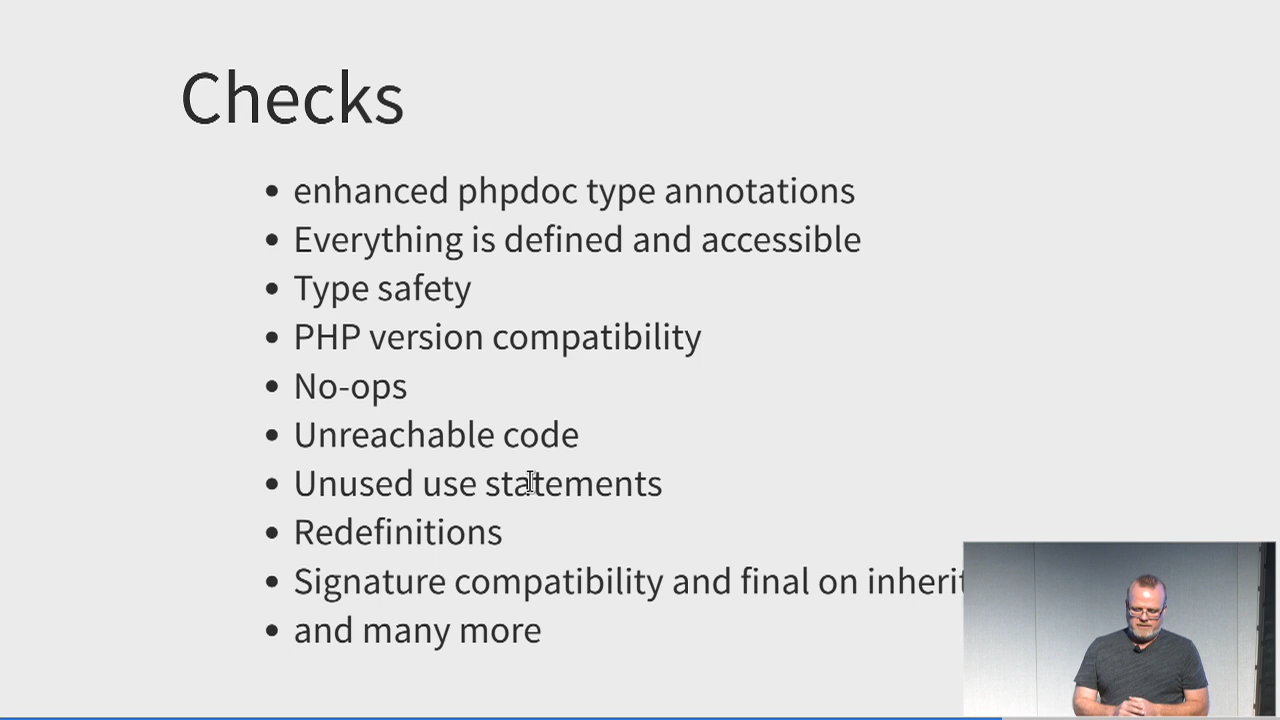 Checks
• enhanced phpdoc type annotations
• Everything is defined and accessible
• Type safety
• PHP version compatibility
• No-ops
• Unreachable code
• Unused use statements
• Redefinitions
• Signature compatibility and final on
• and many more